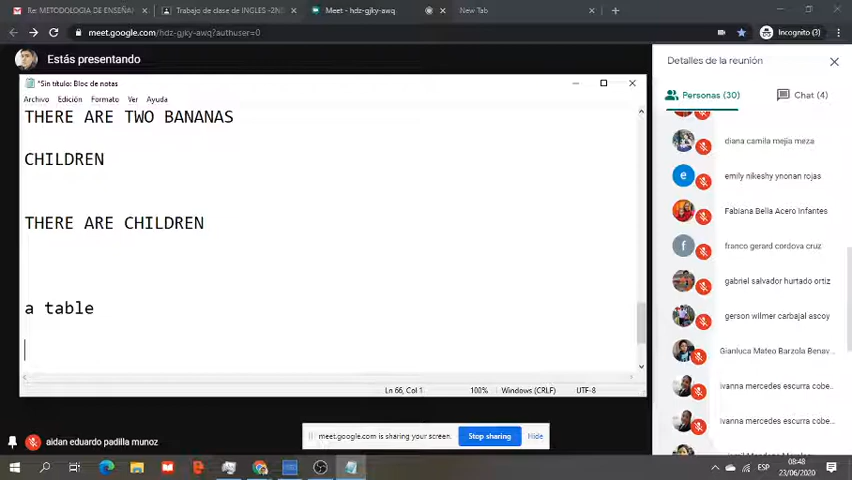 Re: METODOLOGIA DE ENSEÑA
Trabajo de clase de INGLES -2N
Meet - hdz-gjky-awq
New Tab
meet.google.com/hdz-gjky-awq?authuser=0
Incognito (3)
Estás presentando
*Sin título: Bloc de notas
Archivo Edición Formato Ver Ayuda
THERE ARE TWO BANANAS
CHILDREN
THERE ARE CHILDREN
a table
Ln 66, Col 1 100% Windows (CRLF) UTF-8
aidan eduardo padilla munoz
meet.google.com is sharing your screen. Stop sharing Hide
Detalles de la reunión
Personas (30) Chat (4)
diana camila mejia meza
e emily nikeshy ynonan rojas
Fabiana Bella Acero Infantes
f franco gerard cordova cruz
gabriel salvador hurtado ortiz
gerson wilmer carbajal ascoy
Gianluca Mateo Barzola Benav...
ivanna mercedes escurra cobe...
ivanna mercedes escurra cobe...
ESP
08:48
23/06/2020